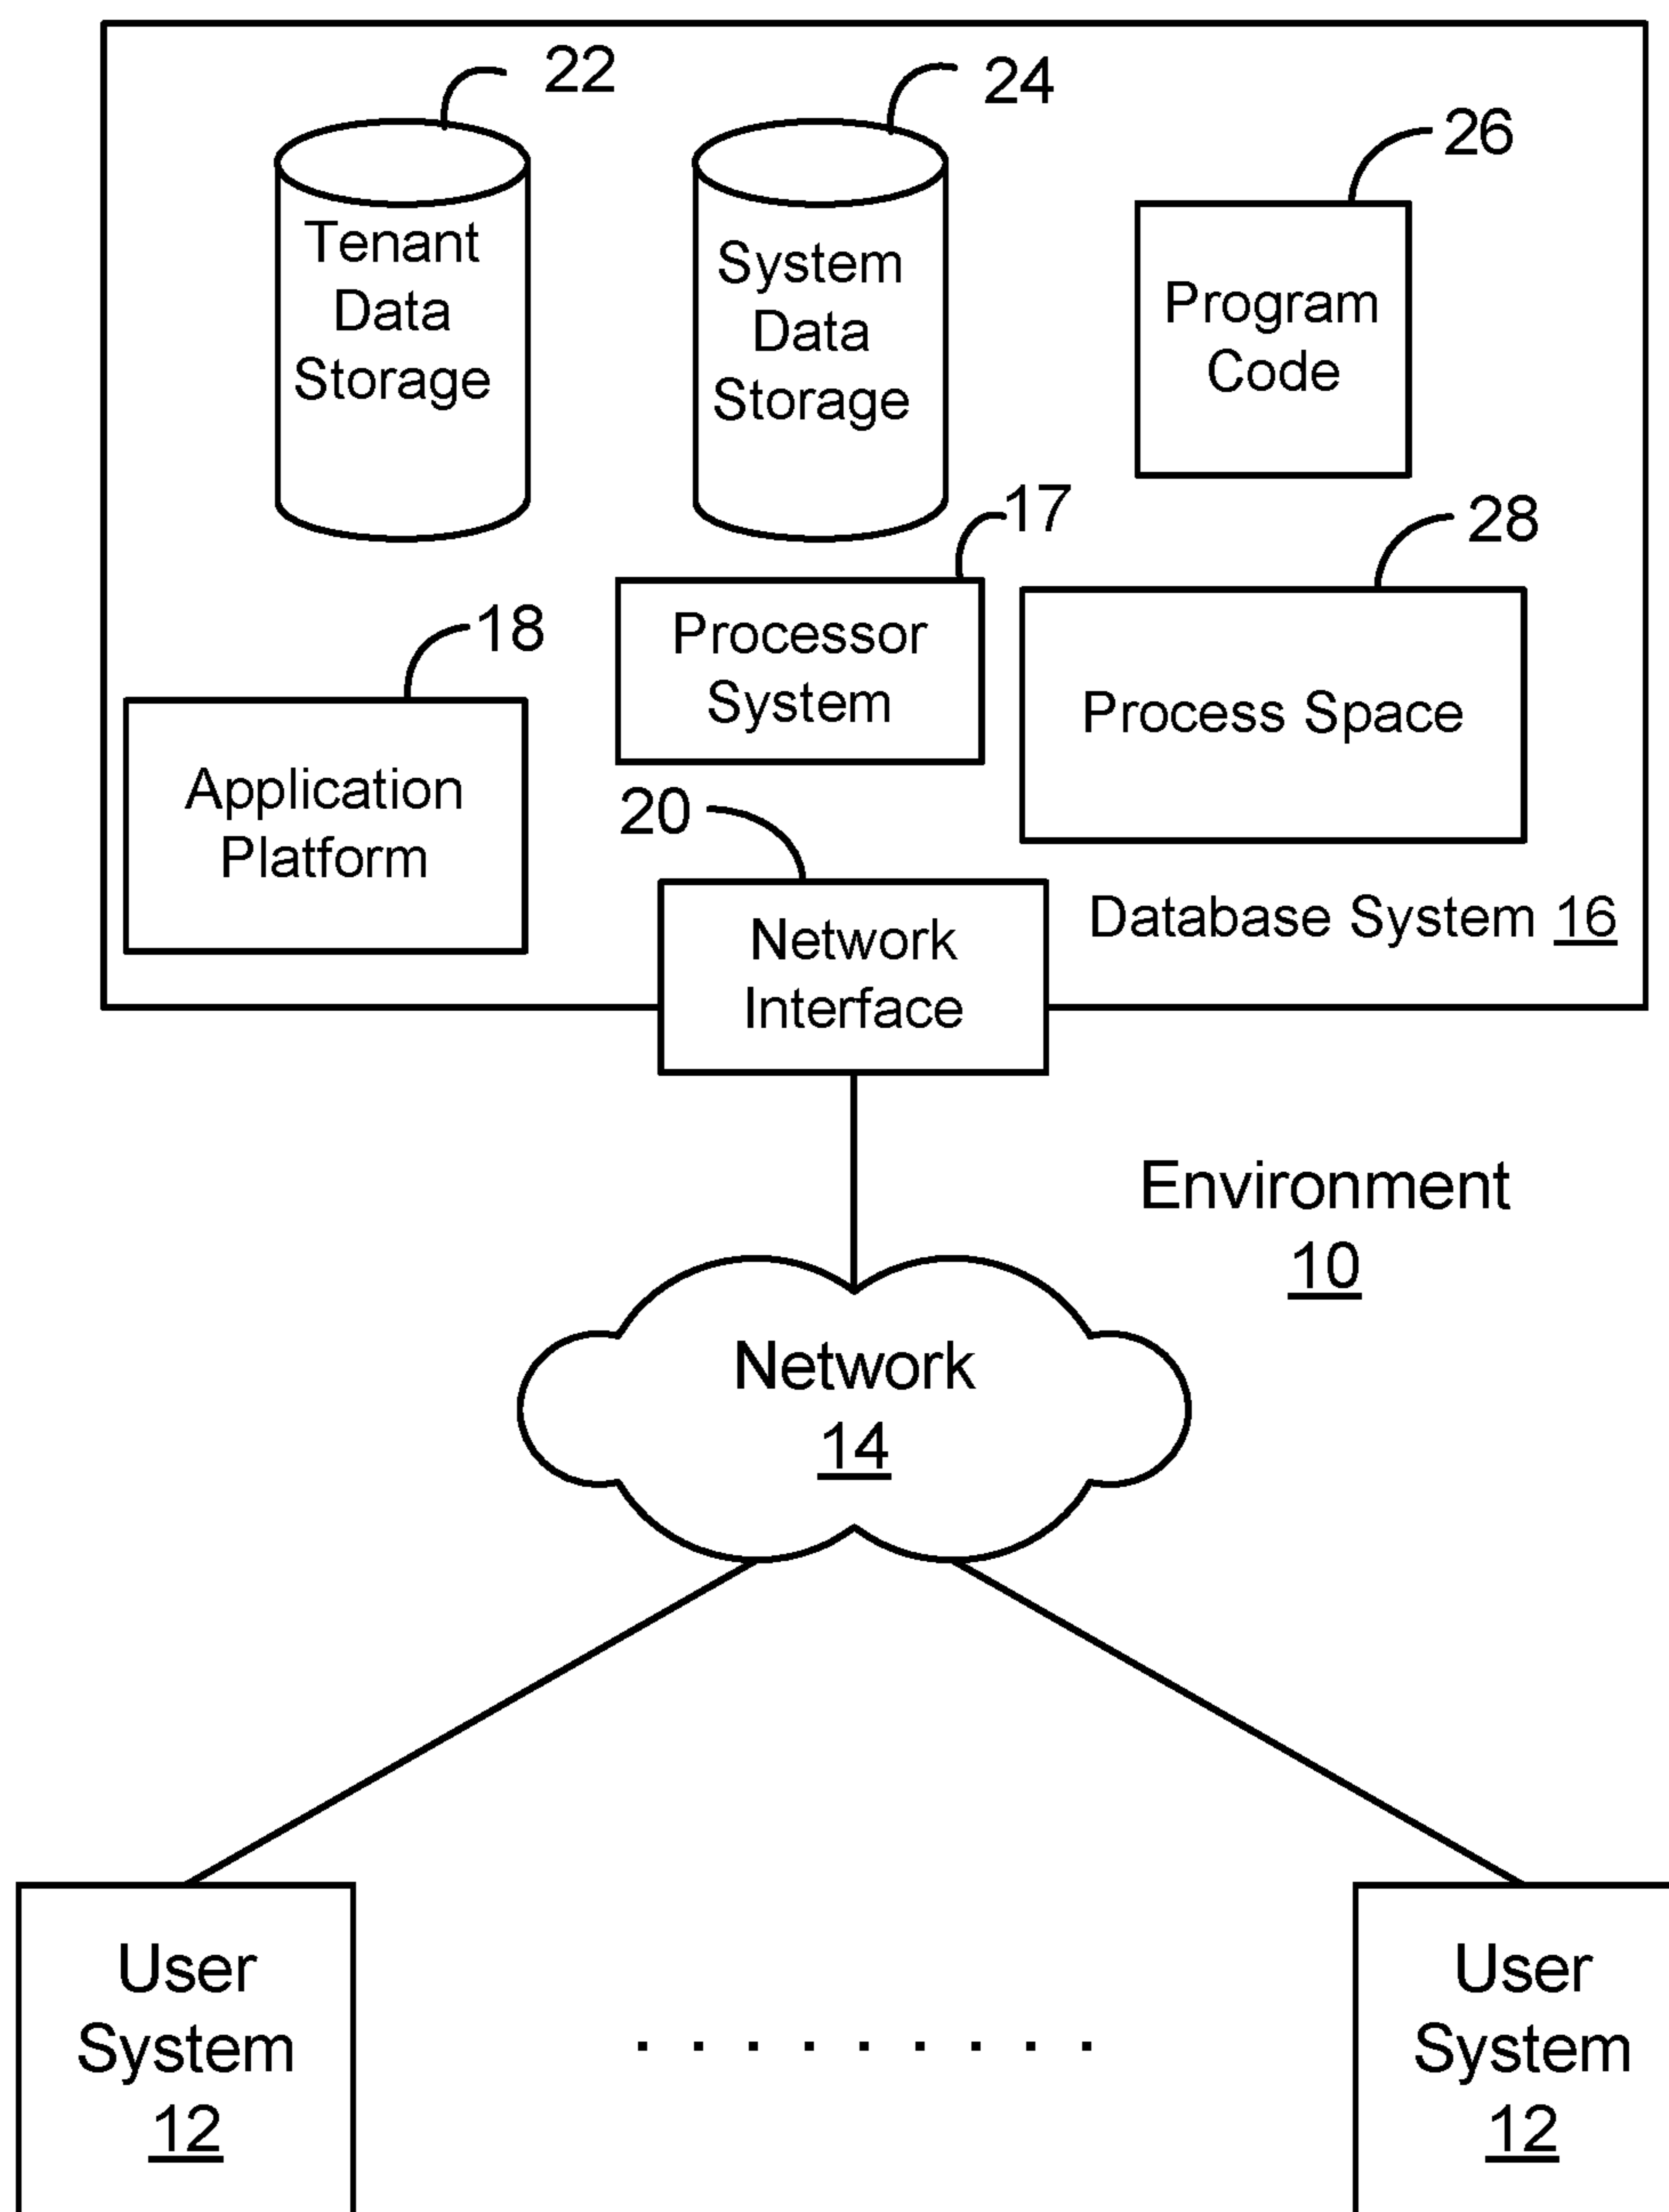 22
24
26
Tenant
Data
Storage
System
Data
Storage
Program
Code
17
28
18
Processor
System
Process Space
Application
Platform
20
Network
Interface
Database System 16
Environment
10
Network
14
User
System
12
. . . . . . . . .
User
System
12